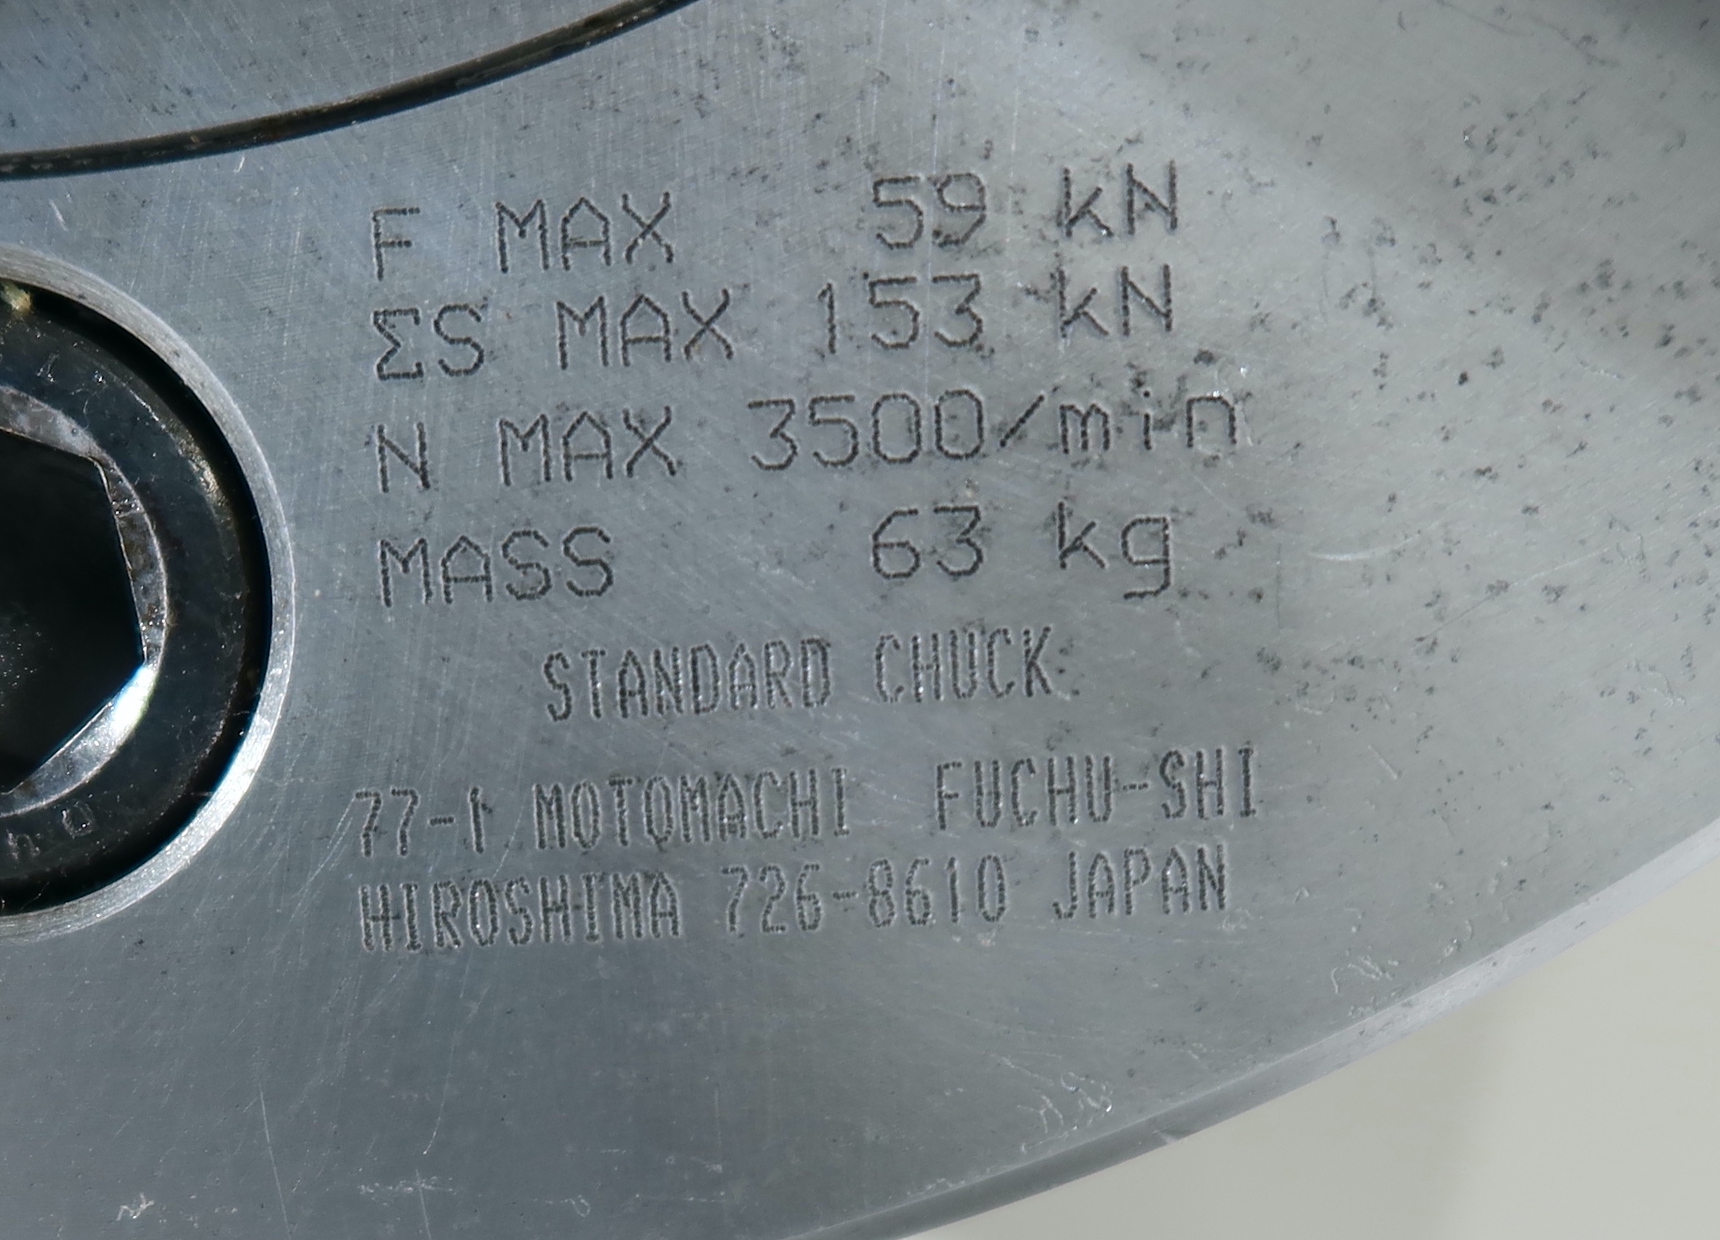 F MAX 59 kN
ΣS MAX 153 kN
N MAX 3500/min
MASS 63 kg
STANDARD CHUCK
77-1 MOTOMACHI FUCHU-SHI
HIROSHIMA 726-8610 JAPAN